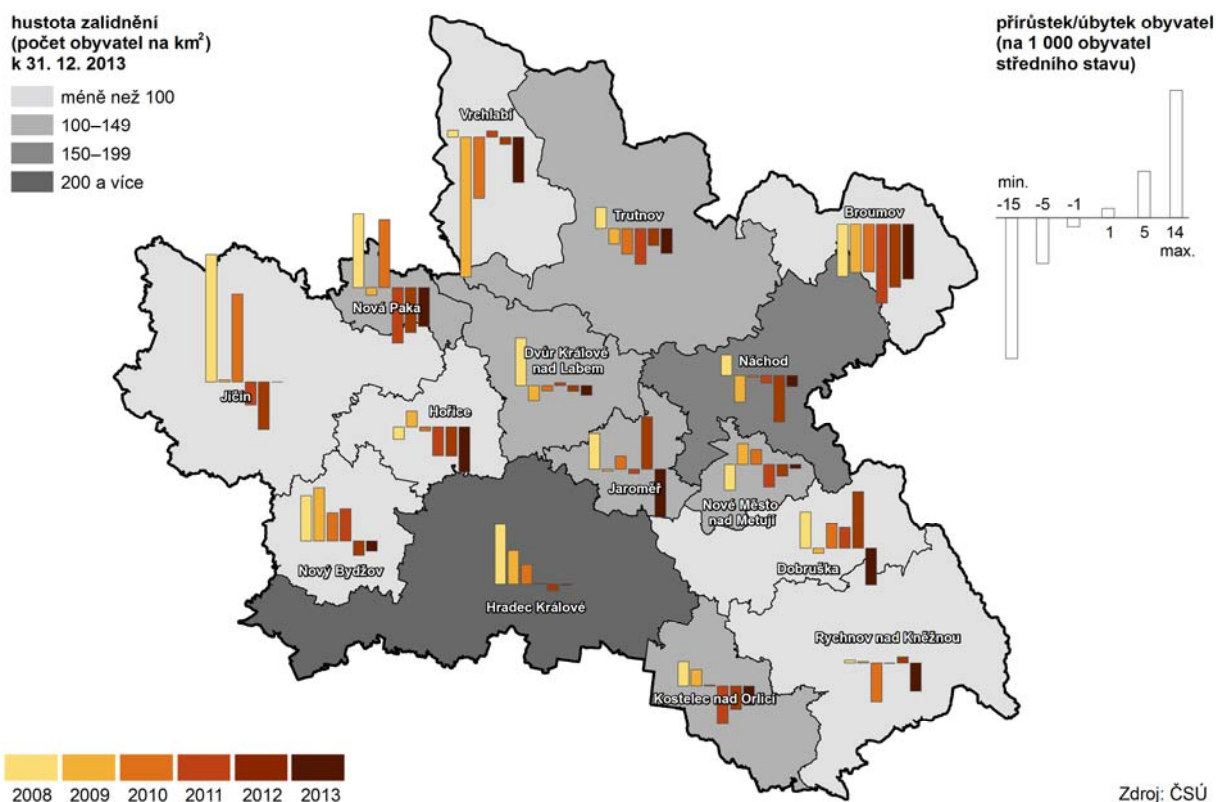 hustota zalidnění
(počet obyvatel na km²)
k 31. 12. 2013
méně než 100
100–149
150–199
200 a více
přírůstek/úbytek obyvatel
(na 1 000 obyvatel
středního stavu)
min.
-15
-5
-1
1
5
14
max.
Vrchlabí
Trutnov
Broumov
Nová Paka
Dvůr Králové
nad Labem
Náchod
Jičín
Hořice
Jaroměř
Nové Město
nad Metují
Nový Bydžov
Dobruška
Hradec Králové
Rychnov nad Kněžnou
Kostelec nad Orlicí
2008
2009
2010
2011
2012
2013
Zdroj: ČSÚ